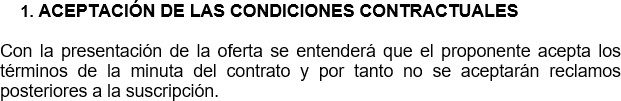 1. ACEPTACIÓN DE LAS CONDICIONES CONTRACTUALES
Con la presentación de la oferta se entenderá que el proponente acepta los
términos de la minuta del contrato y por tanto no se aceptarán reclamos
posteriores a la suscripción.